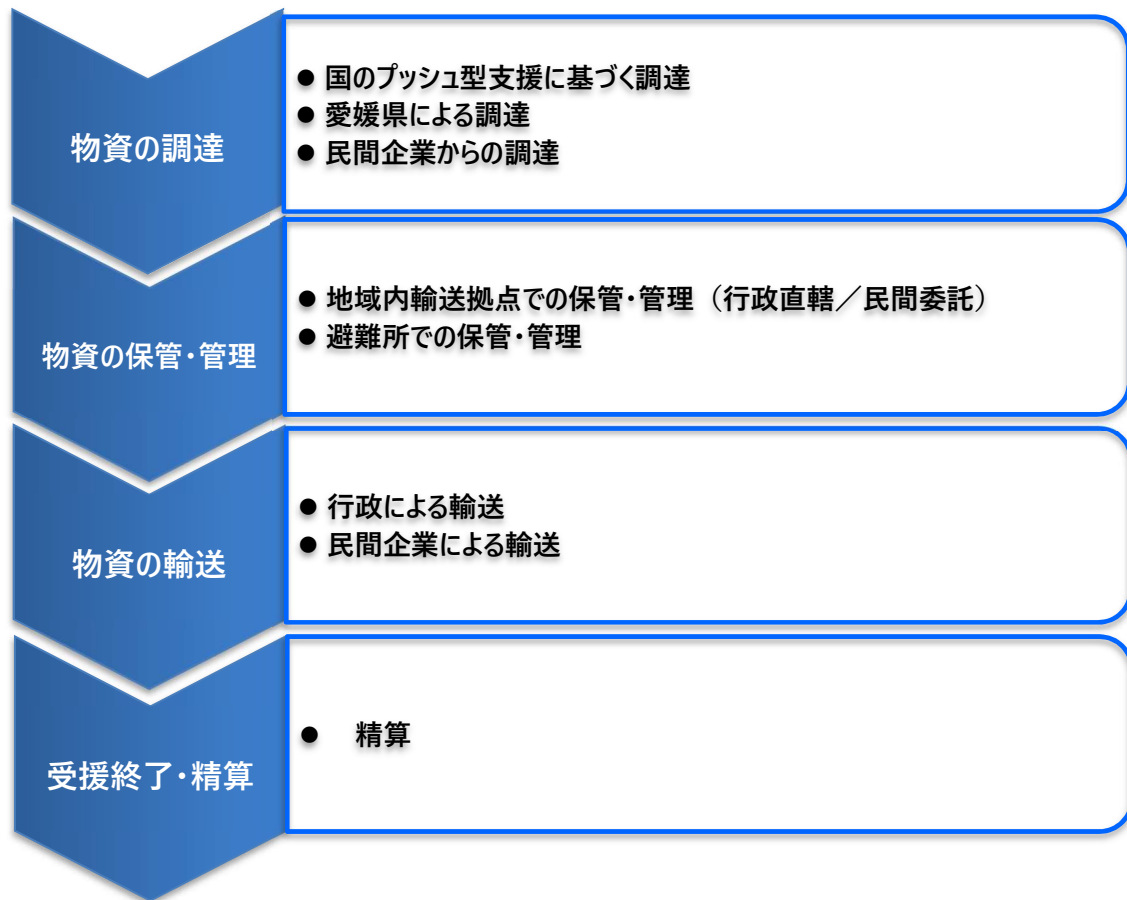 物資の調達
● 国のプッシュ型支援に基づく調達
● 愛媛県による調達
● 民間企業からの調達
物資の保管・管理
● 地域内輸送拠点での保管・管理（行政直轄／民間委託）
● 避難所での保管・管理
物資の輸送
● 行政による輸送
● 民間企業による輸送
受援終了・精算
● 精算